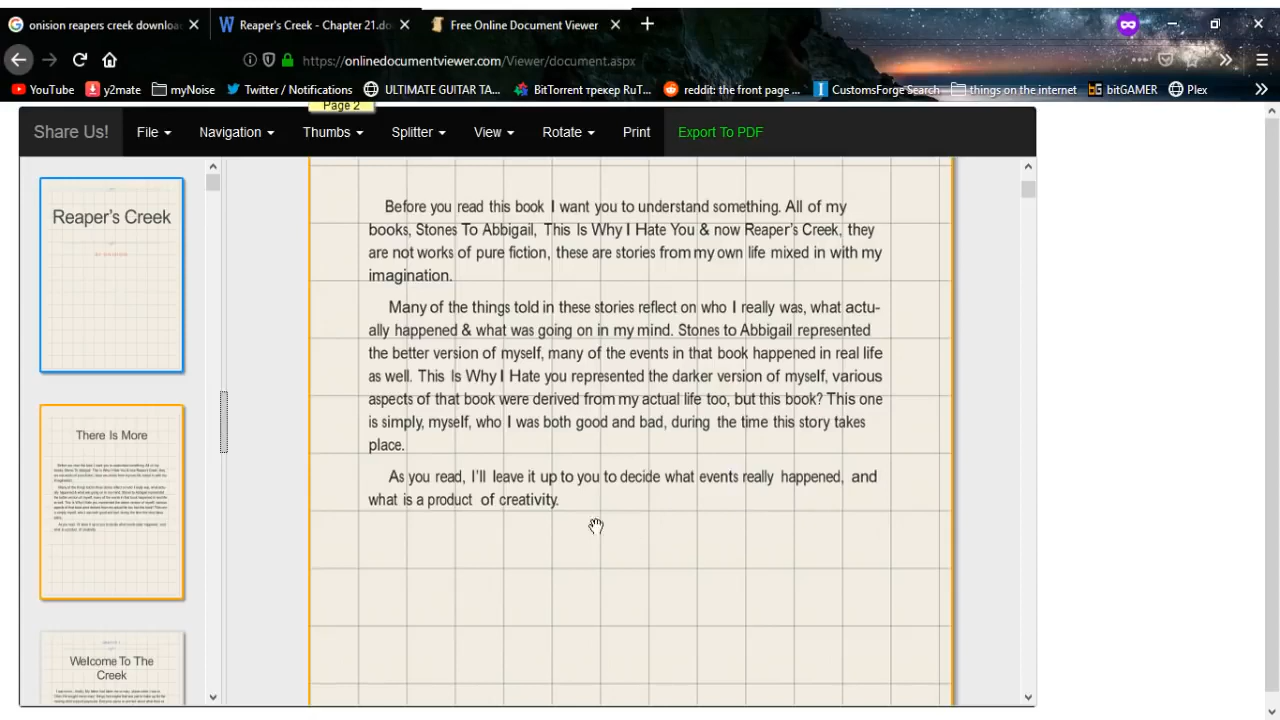 onision reapers creek downloa
Reaper's Creek - Chapter 21.do
Free Online Document Viewer
https://onlinedocumentviewer.com/Viewer/document.aspx
YouTube
y2mate
myNoise
Twitter / Notifications
ULTIMATE GUITAR TA...
BitTorrent трекер RuT...
reddit: the front page ...
CustomsForge Search
things on the internet
bitGAMER
Plex
Page 2
Share Us!
File
Navigation
Thumbs
Splitter
View
Rotate
Print
Export To PDF
Reaper's Creek
There Is More
Welcome To The
Creek
Before you read this book I want you to understand something. All of my
books, Stones To Abbigail, This Is Why I Hate You & now Reaper's Creek, they
are not works of pure fiction, these are stories from my own life mixed in with my
imagination.
Many of the things told in these stories reflect on who I really was, what actu-
ally happened & what was going on in my mind. Stones to Abbigail represented
the better version of myself, many of the events in that book happened in real life
as well. This Is Why I Hate you represented the darker version of myself, various
aspects of that book were derived from my actual life too, but this book? This one
is simply, myself, who I was both good and bad, during the time this story takes
place.
As you read, I'll leave it up to you to decide what events really happened, and
what is a product of creativity.